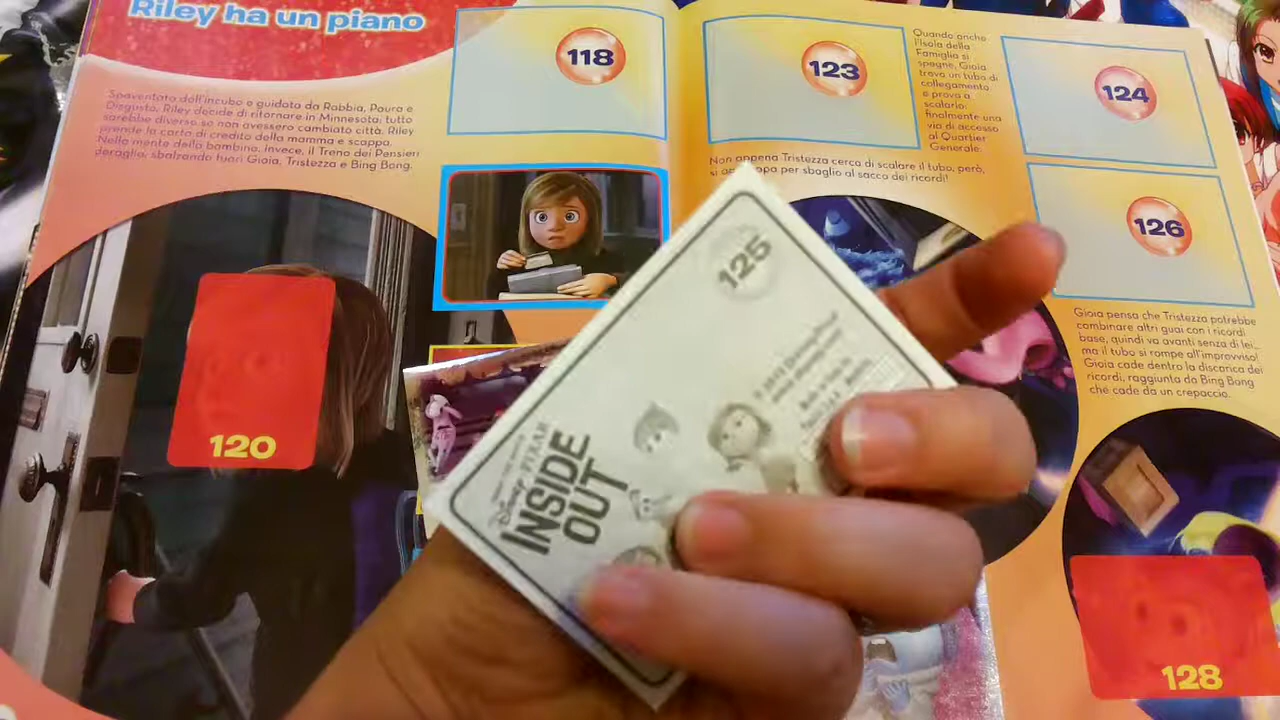 Riley ha un piano
Spaventata dall'incubo e guidata da Rabbia, Paura e
Disgusto, Riley decide di ritornare in Minnesota: tutto
sarebbe diverso se non avessero cambiato città. Riley
prende la carta di credito della mamma e scappa.
Nella mente della bambina, invece, il Treno dei Pensieri
deraglia, sbalzando fuori Gioia, Tristezza e Bing Bong.
118
120
123
Quando anche
l'Isola della
Famiglia si
spegne, Gioia
trova un tubo di
collegamento
e prova a
scalarlo:
finalmente una
via di accesso
al Quartier
Generale.
Non appena Tristezza cerca di scalare il tubo, però,
per sbaglio al sacco dei ricordi!
124
126
Gioia pensa che Tristezza potrebbe
combinare altri guai con i ricordi
base, quindi va avanti senza di lei...
ma il tubo si rompe all'improvviso!
Gioia cade dentro la discarica dei
ricordi, raggiunta da Bing Bong
che cade da un crepaccio.
128
125
Disney PIXAR
INSIDE
OUT